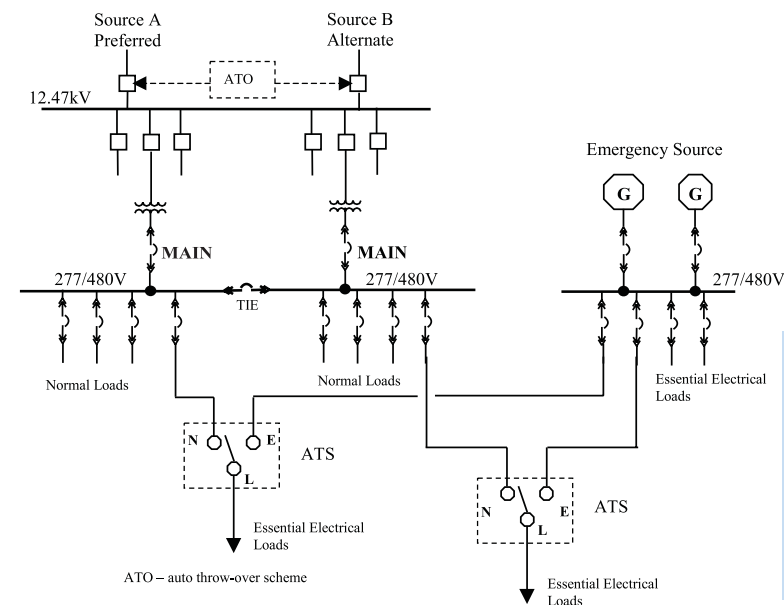 Source A
Preferred
Source B
Alternate
ATO
12.47kV
Emergency Source
G
G
MAIN
MAIN
277/480V
277/480V
277/480V
TIE
Normal Loads
Normal Loads
Essential Electrical
Loads
N
E
L
ATS
N
E
L
ATS
Essential Electrical
Loads
ATO – auto throw-over scheme
Essential Electrical
Loads